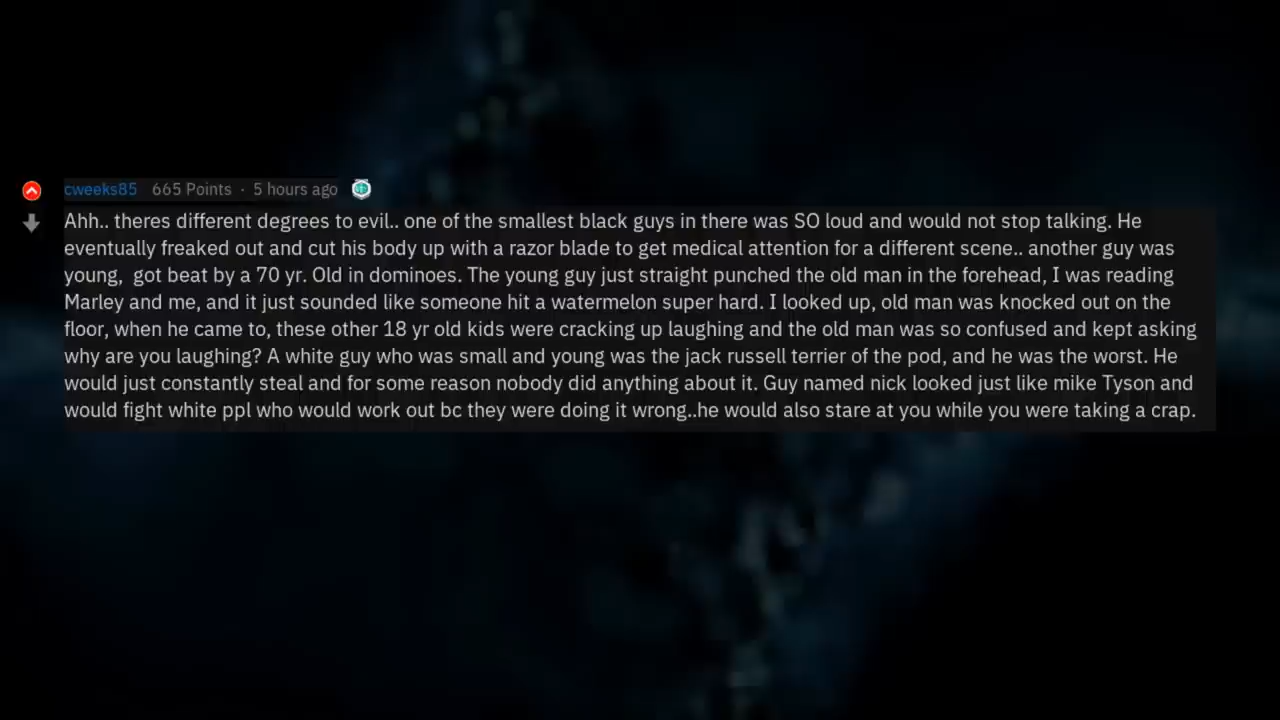 cweeks85 665 Points · 5 hours ago
Ahh.. theres different degrees to evil.. one of the smallest black guys in there was SO loud and would not stop talking. He
eventually freaked out and cut his body up with a razor blade to get medical attention for a different scene.. another guy was
young,  got beat by a 70 yr. Old in dominoes. The young guy just straight punched the old man in the forehead, I was reading
Marley and me, and it just sounded like someone hit a watermelon super hard. I looked up, old man was knocked out on the
floor, when he came to, these other 18 yr old kids were cracking up laughing and the old man was so confused and kept asking
why are you laughing? A white guy who was small and young was the jack russell terrier of the pod, and he was the worst. He
would just constantly steal and for some reason nobody did anything about it. Guy named nick looked just like mike Tyson and
would fight white ppl who would work out bc they were doing it wrong..he would also stare at you while you were taking a crap.